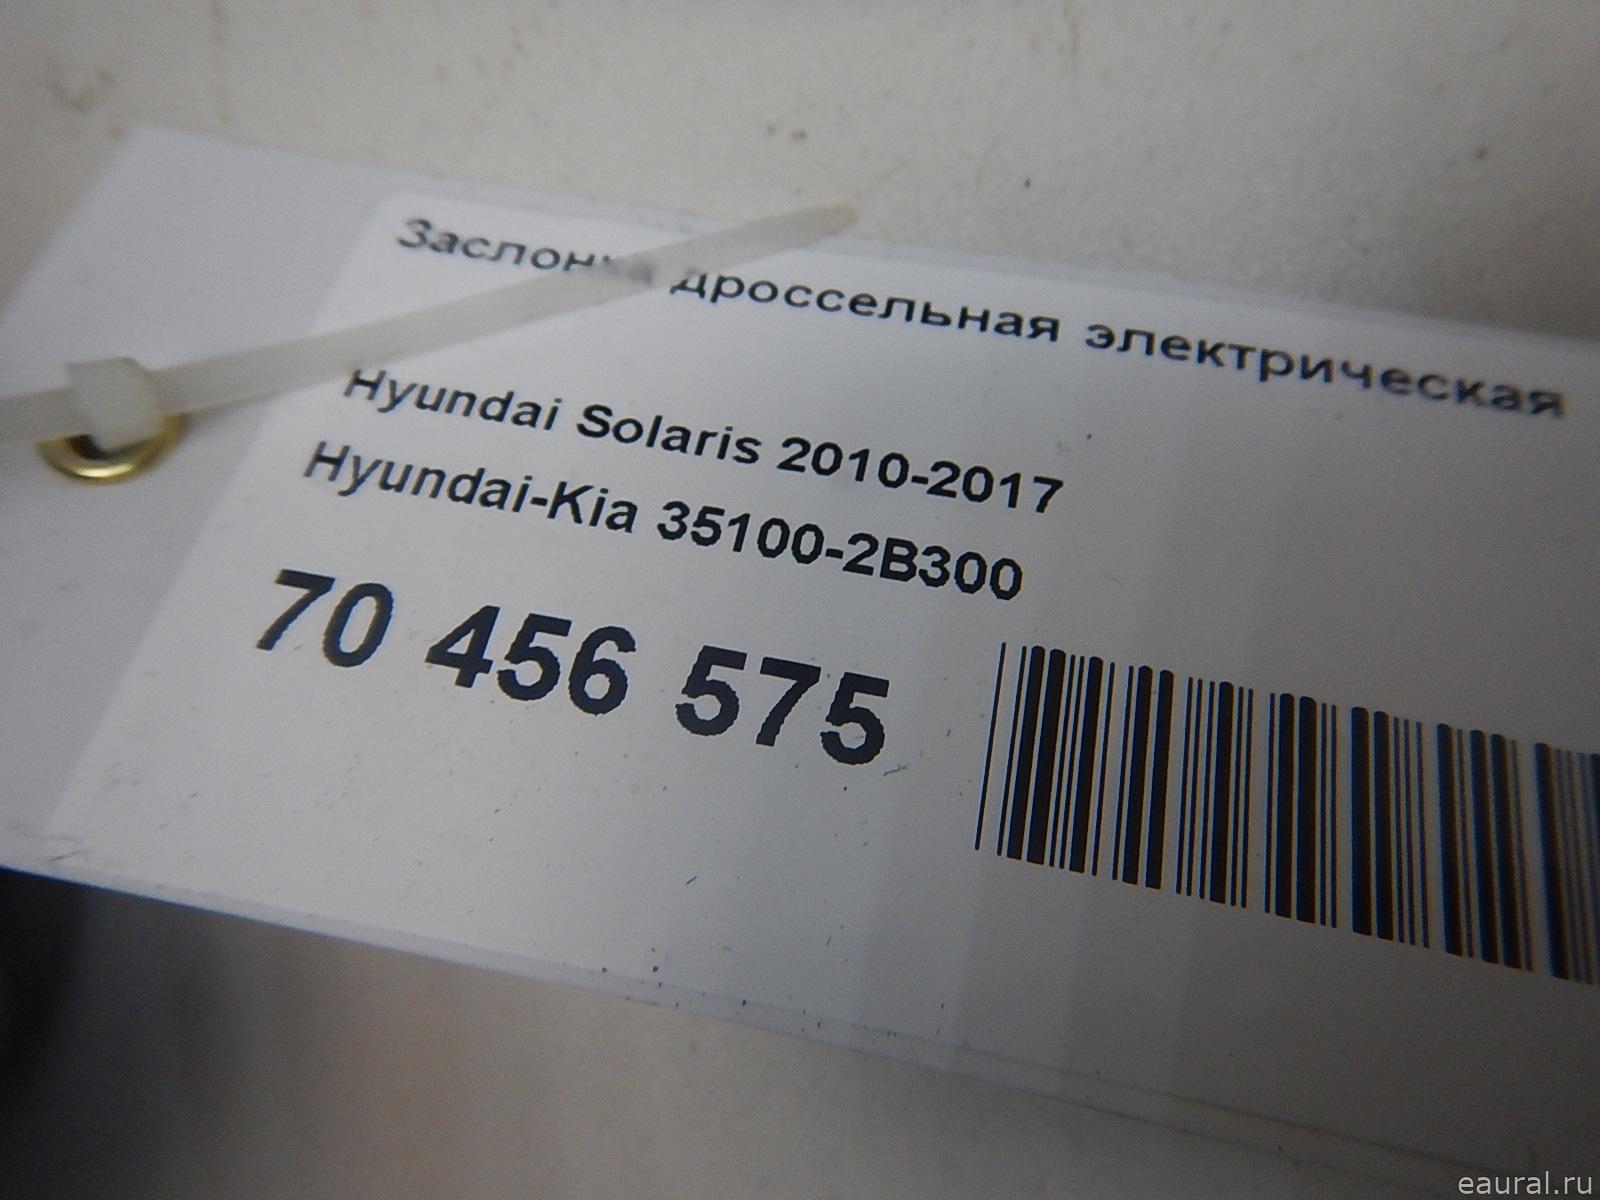 Заслонка дроссельная электрическая
Hyundai Solaris 2010-2017
Hyundai-Kia 35100-2B300
70 456 575
eaural.ru